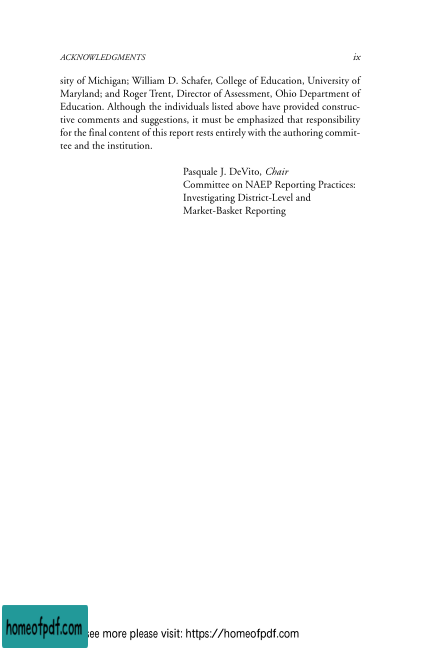 ACKNOWLEDGMENTS ix
sity of Michigan; William D. Schafer, College of Education, University of
Maryland; and Roger Trent, Director of Assessment, Ohio Department of
Education. Although the individuals listed above have provided construc-
tive comments and suggestions, it must be emphasized that responsibility
for the final content of this report rests entirely with the authoring commit-
tee and the institution.
Pasquale J. DeVito, Chair
Committee on NAEP Reporting Practices:
Investigating District-Level and
Market-Basket Reporting
homeofpdf.com see more please visit: https://homeofpdf.com